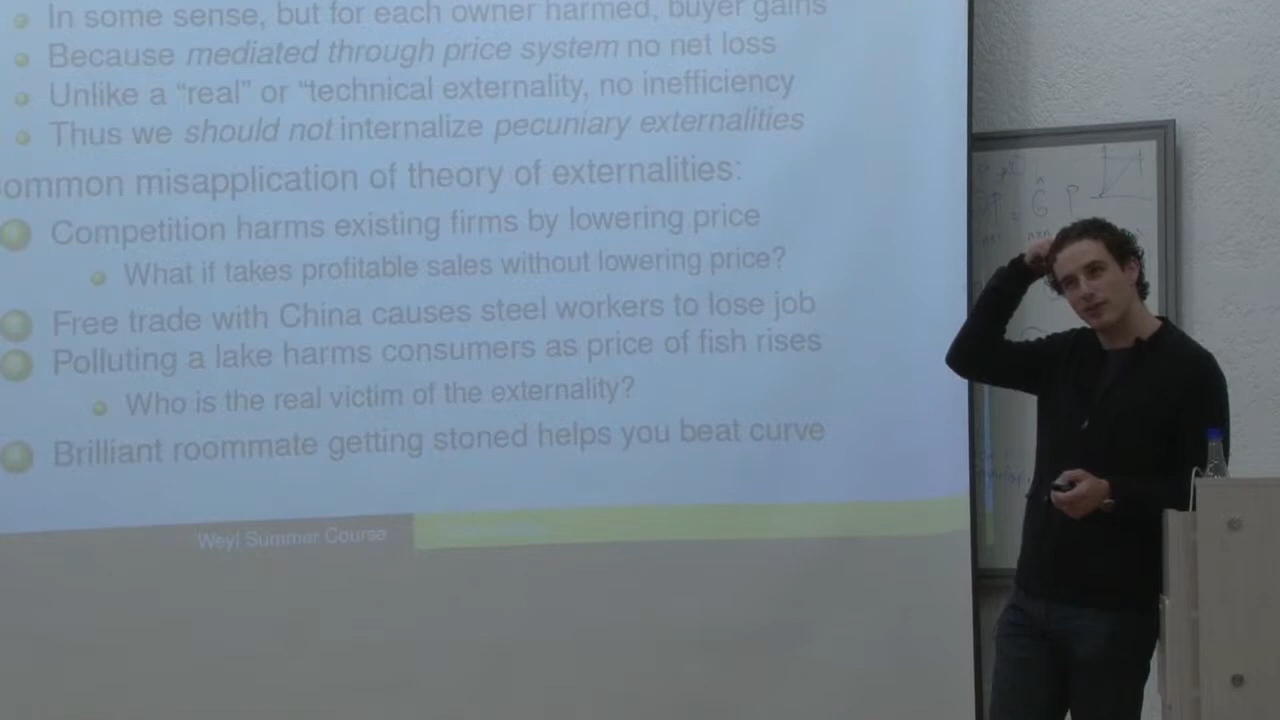 In some sense, but for each owner harmed, buyer gains
Because mediated through price system no net loss
Unlike a “real” or “technical externality, no inefficiency
Thus we should not internalize pecuniary externalities
ommon misapplication of theory of externalities:
Competition harms existing firms by lowering price
What if takes profitable sales without lowering price?
Free trade with China causes steel workers to lose job
Polluting a lake harms consumers as price of fish rises
Who is the real victim of the externality?
Brilliant roommate getting stoned helps you beat curve
Weyl Summer Course